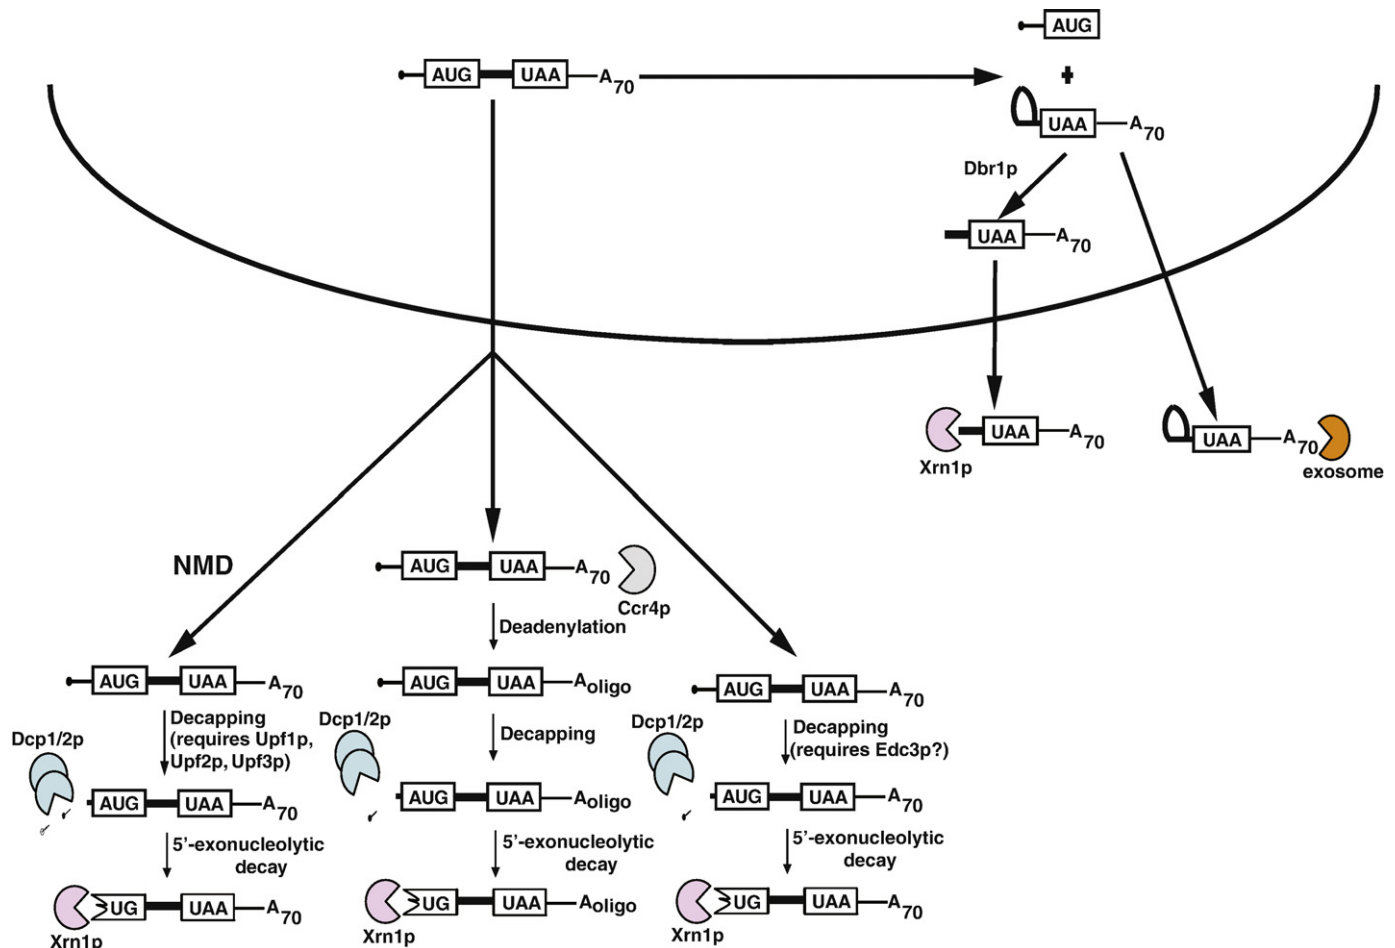 AUG
AUG UAA A70
UAA A70
Dbr1p
UAA A70
UAA A70
Xrn1p
UAA A70
exosome
NMD
AUG UAA A70
Ccr4p
Deadenylation
AUG UAA A70
AUG UAA Aoligo
AUG UAA A70
Dcp1/2p
Decapping
(requires Upf1p,
Upf2p, Upf3p)
Dcp1/2p
Decapping
Dcp1/2p
Decapping
(requires Edc3p?)
AUG UAA A70
AUG UAA Aoligo
AUG UAA A70
5'-exonucleolytic
decay
5'-exonucleolytic
decay
5'-exonucleolytic
decay
UG UAA A70
Xrn1p
UG UAA Aoligo
Xrn1p
UG UAA A70
Xrn1p